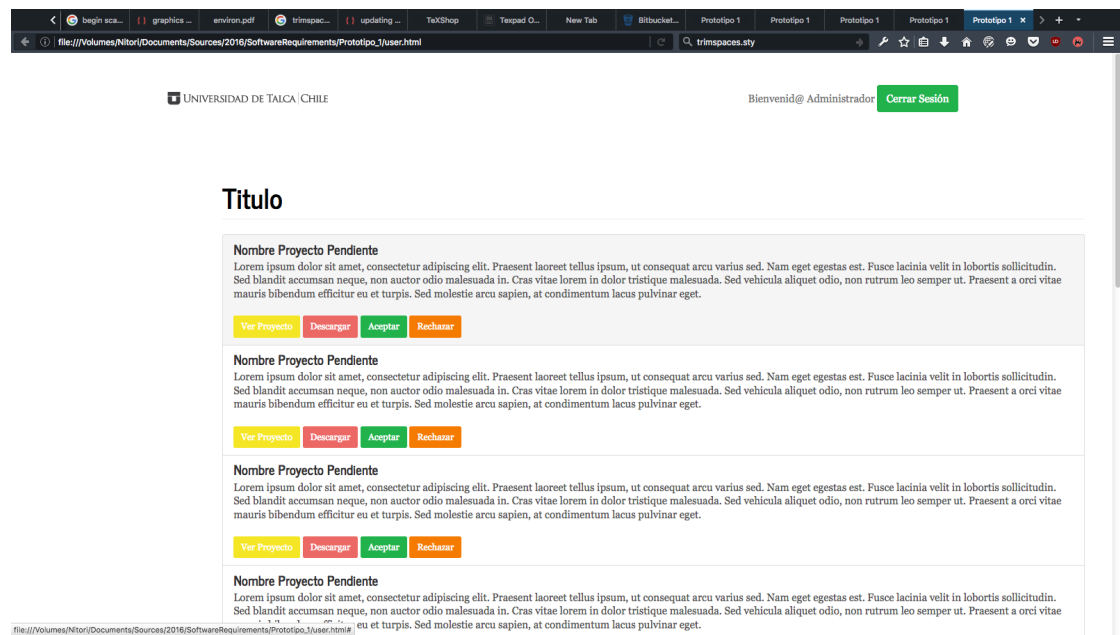 begin sca...
graphics ...
environ.pdf
trimspac...
updating ...
TeXShop
Texpad O...
New Tab
Bitbucket...
Prototipo 1
Prototipo 1
Prototipo 1
Prototipo 1
Prototipo 1
file:///Volumes/Nitori/Documents/Sources/2016/SoftwareRequirements/Prototipo_1/user.html
trimspaces.sty
UNIVERSIDAD DE TALCA CHILE
Bienvenid@ Administrador
Cerrar Sesión
Titulo
Nombre Proyecto Pendiente
Lorem ipsum dolor sit amet, consectetur adipiscing elit. Praesent laoreet tellus ipsum, ut consequat arcu varius sed. Nam eget egestas est. Fusce lacinia velit in lobortis sollicitudin.
Sed blandit accumsan neque, non auctor odio malesuada in. Cras vitae lorem in dolor tristique malesuada. Sed vehicula aliquet odio, non rutrum leo semper ut. Praesent a orci vitae
mauris bibendum efficitur eu et turpis. Sed molestie arcu sapien, at condimentum lacus pulvinar eget.
Ver Proyecto Descargar Aceptar Rechazar
Nombre Proyecto Pendiente
Lorem ipsum dolor sit amet, consectetur adipiscing elit. Praesent laoreet tellus ipsum, ut consequat arcu varius sed. Nam eget egestas est. Fusce lacinia velit in lobortis sollicitudin.
Sed blandit accumsan neque, non auctor odio malesuada in. Cras vitae lorem in dolor tristique malesuada. Sed vehicula aliquet odio, non rutrum leo semper ut. Praesent a orci vitae
mauris bibendum efficitur eu et turpis. Sed molestie arcu sapien, at condimentum lacus pulvinar eget.
Ver Proyecto Descargar Aceptar Rechazar
Nombre Proyecto Pendiente
Lorem ipsum dolor sit amet, consectetur adipiscing elit. Praesent laoreet tellus ipsum, ut consequat arcu varius sed. Nam eget egestas est. Fusce lacinia velit in lobortis sollicitudin.
Sed blandit accumsan neque, non auctor odio malesuada in. Cras vitae lorem in dolor tristique malesuada. Sed vehicula aliquet odio, non rutrum leo semper ut. Praesent a orci vitae
mauris bibendum efficitur eu et turpis. Sed molestie arcu sapien, at condimentum lacus pulvinar eget.
Ver Proyecto Descargar Aceptar Rechazar
Nombre Proyecto Pendiente
Lorem ipsum dolor sit amet, consectetur adipiscing elit. Praesent laoreet tellus ipsum, ut consequat arcu varius sed. Nam eget egestas est. Fusce lacinia velit in lobortis sollicitudin.
Sed blandit accumsan neque, non auctor odio malesuada in. Cras vitae lorem in dolor tristique malesuada. Sed vehicula aliquet odio, non rutrum leo semper ut. Praesent a orci vitae
eu et turpis. Sed molestie arcu sapien, at condimentum lacus pulvinar eget.
file:///Volumes/Nitori/Documents/Sources/2016/SoftwareRequirements/Prototipo_1/user.html#